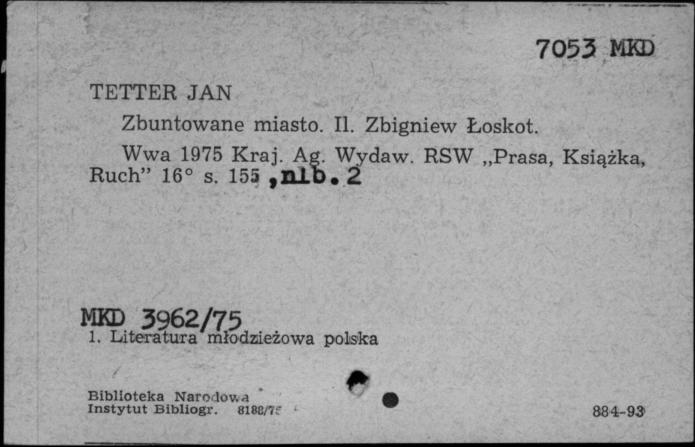 7053 MKD
TETTER JAN
Zbuntowane miasto. Il. Zbigniew Łoskot.
Wwa 1975 Kraj. Ag. Wydaw. RSW „Prasa, Książka,
Ruch” 16° s. 155 ,nlb. 2
MKD 3962/75
1. Literatura młodzieżowa polska
Biblioteka Narodowa
Instytut Bibliogr. 8188/75
884-93